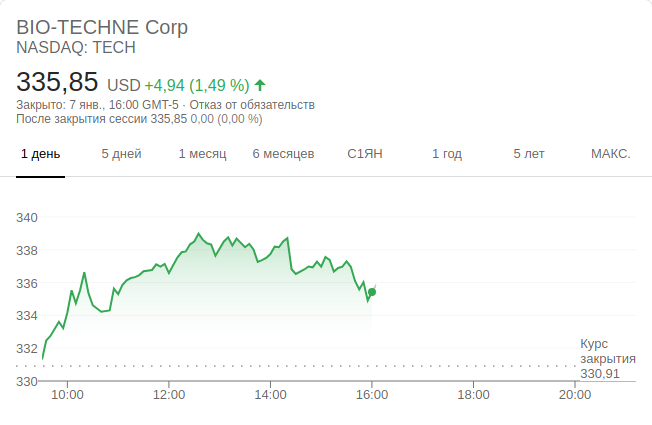 BIO-TECHNE Corp
NASDAQ: TECH
335,85 USD +4,94 (1,49 %)
Закрыто: 7 янв., 16:00 GMT-5 · Отказ от обязательств
После закрытия сессии 335,85 0,00 (0,00 %)
1 день 5 дней 1 месяц 6 месяцев С1ЯН 1 год 5 лет МАКС.
340
338
336
334
332
Курс
закрытия
330,91
330
10:00 12:00 14:00 16:00 18:00 20:00